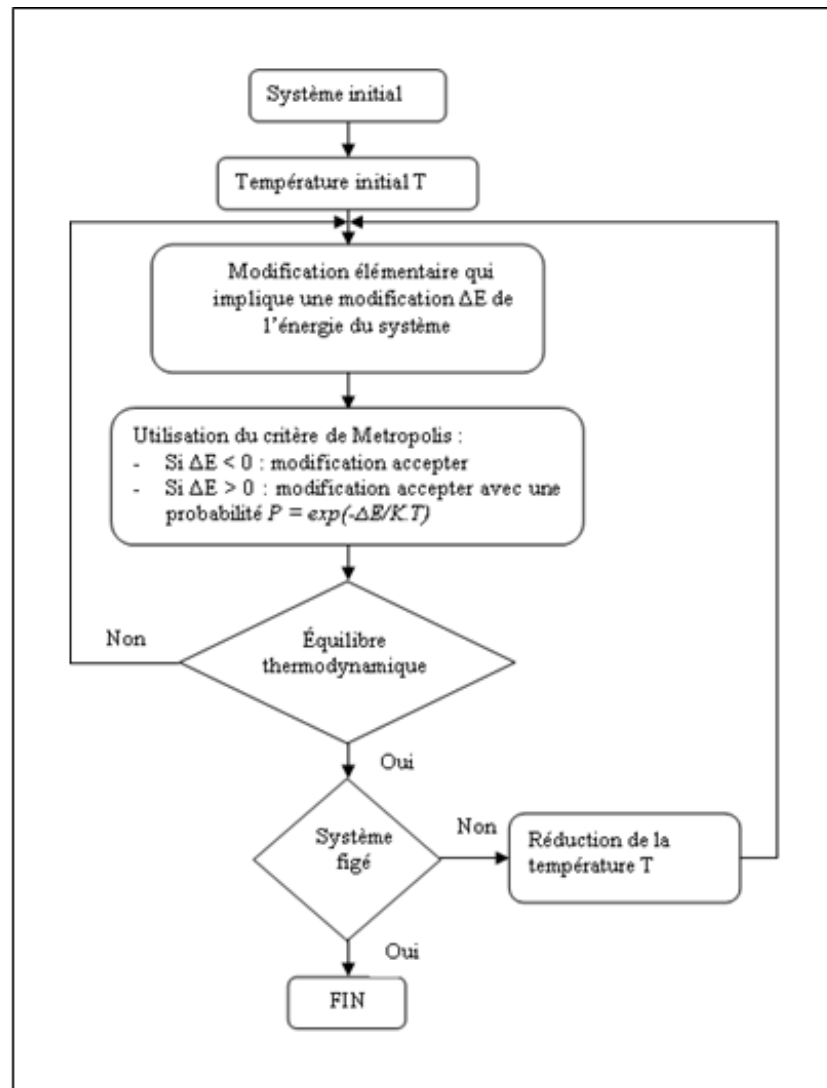 Système initial
Température initial T
Modification élémentaire qui
implique une modification ΔE de
l'énergie du système
Utilisation du critère de Metropolis :
- Si ΔE < 0 : modification accepter
- Si ΔE > 0 : modification accepter avec une
probabilité P = exp(-ΔE/K.T)
Équilibre
thermodynamique
Non
Oui
Système
figé
Non
Réduction de la
température T
Oui
FIN